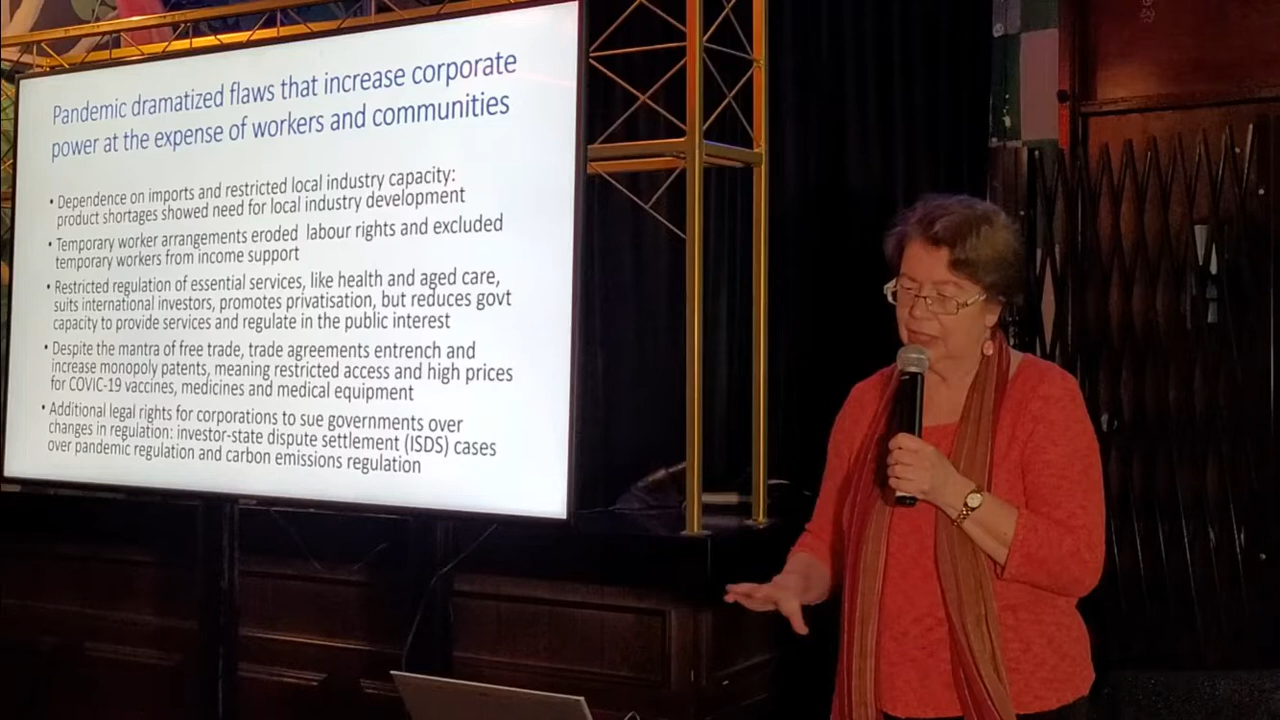 Pandemic dramatized flaws that increase corporate
power at the expense of workers and communities
• Dependence on imports and restricted local industry capacity:
product shortages showed need for local industry development
• Temporary worker arrangements eroded labour rights and excluded
temporary workers from income support
• Restricted regulation of essential services, like health and aged care,
suits international investors, promotes privatisation, but reduces govt
capacity to provide services and regulate in the public interest
• Despite the mantra of free trade, trade agreements entrench and
increase monopoly patents, meaning restricted access and high prices
for COVIC-19 vaccines, medicines and medical equipment
• Additional legal rights for corporations to sue governments over
changes in regulation: investor-state dispute settlement (ISDS) cases
over pandemic regulation and carbon emissions regulation